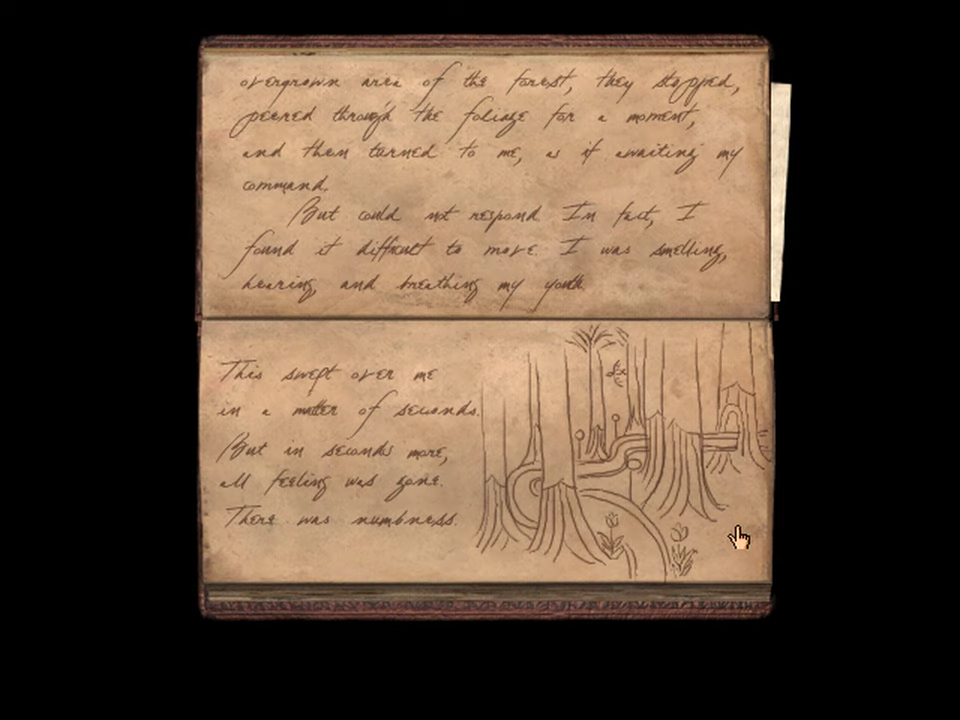 overgrown area of the forest, they stopped,
peered through the foliage for a moment,
and then turned to me, as if awaiting my
command.
But could not respond In fact, I
found it difficult to move. I was smelling,
hearing, and breathing my youth.
This swept over me
in a matter of seconds.
But in seconds more,
all feeling was gone.
There was numbness.